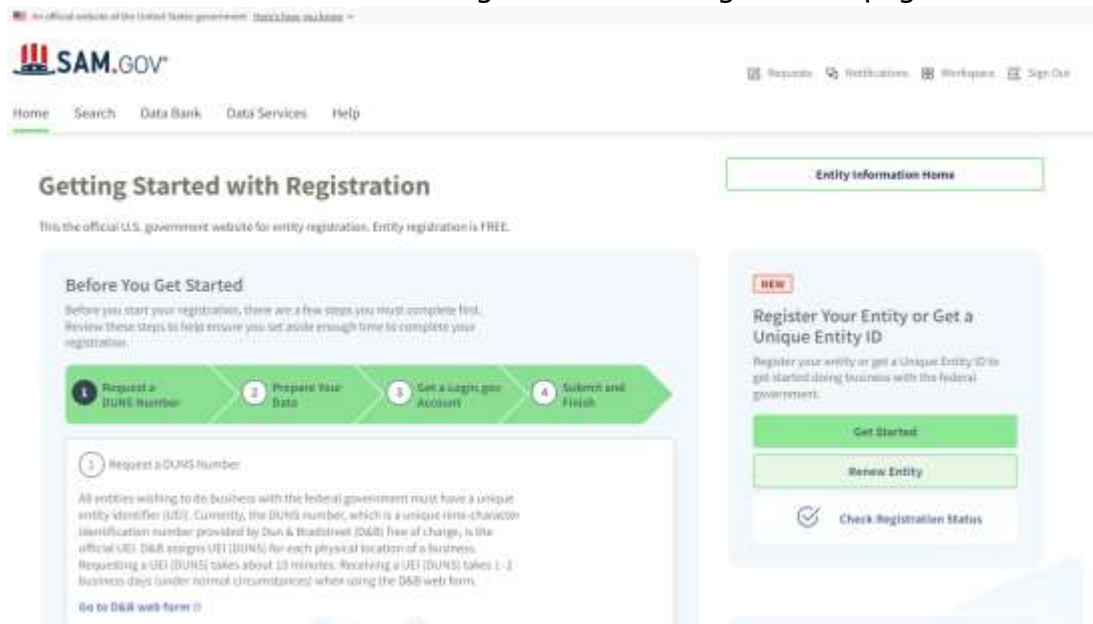 An official website of the United States government Here's how you know
SAM.GOV
Requests Notifications Workspace Sign Out
Home Search Data Bank Data Services Help
Getting Started with Registration
Entity Information Home
This the official U.S. government website for entity registration. Entity registration is FREE.
Before You Get Started
Before you start your registration, there are a few steps you must complete first.
Review these steps to help ensure you set aside enough time to complete your
registration.
1 Request a
DUNS Number
2 Prepare Your
Data
3 Get a Login.gov
Account
4 Submit and
Finish
1 Request a DUNS Number
All entities wishing to do business with the federal government must have a unique
entity identifier (UEI). Currently, the DUNS number, which is a unique nine-character
identification number provided by Dun & Bradstreet (D&B) free of charge, is the
official UEI. D&B assigns UEI (DUNS) for each physical location of a business.
Requesting a UEI (DUNS) takes about 10 minutes. Receiving a UEI (DUNS) takes 1-2
business days (under normal circumstances) when using the D&B web form.
Go to D&B web form
NEW
Register Your Entity or Get a
Unique Entity ID
Register your entity or get a Unique Entity ID to
get started doing business with the federal
government.
Get Started
Renew Entity
Check Registration Status